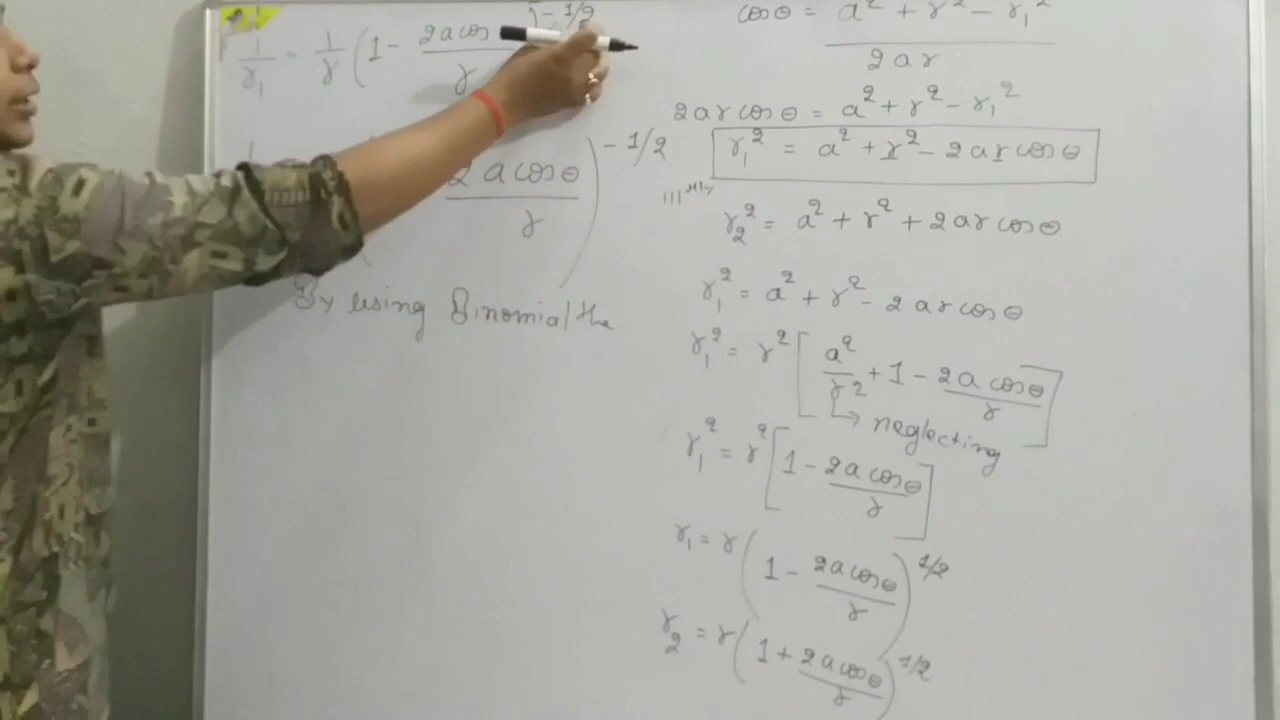 1/r₁ = 1/r (1 - 2a cos / r )^-1/2
2 a cosθ / r )^-1/2
By using Binomial the
cosθ = a² + r² - r₁² / 2ar
2ar cosθ = a² + r² - r₁²
r₁² = a² + r² - 2ar cosθ
|||ᵃʳˡʸ
r₂² = a² + r² + 2ar cosθ
r₁² = a² + r² - 2ar cosθ
r₁² = r² [ a²/r² + 1 - 2a cosθ / r ]
↳ neglecting
r₁² = r² [ 1 - 2a cosθ / r ]
r₁ = r ( 1 - 2a cosθ / r )^1/2
r₂ = r ( 1 + 2a cosθ / r )^1/2